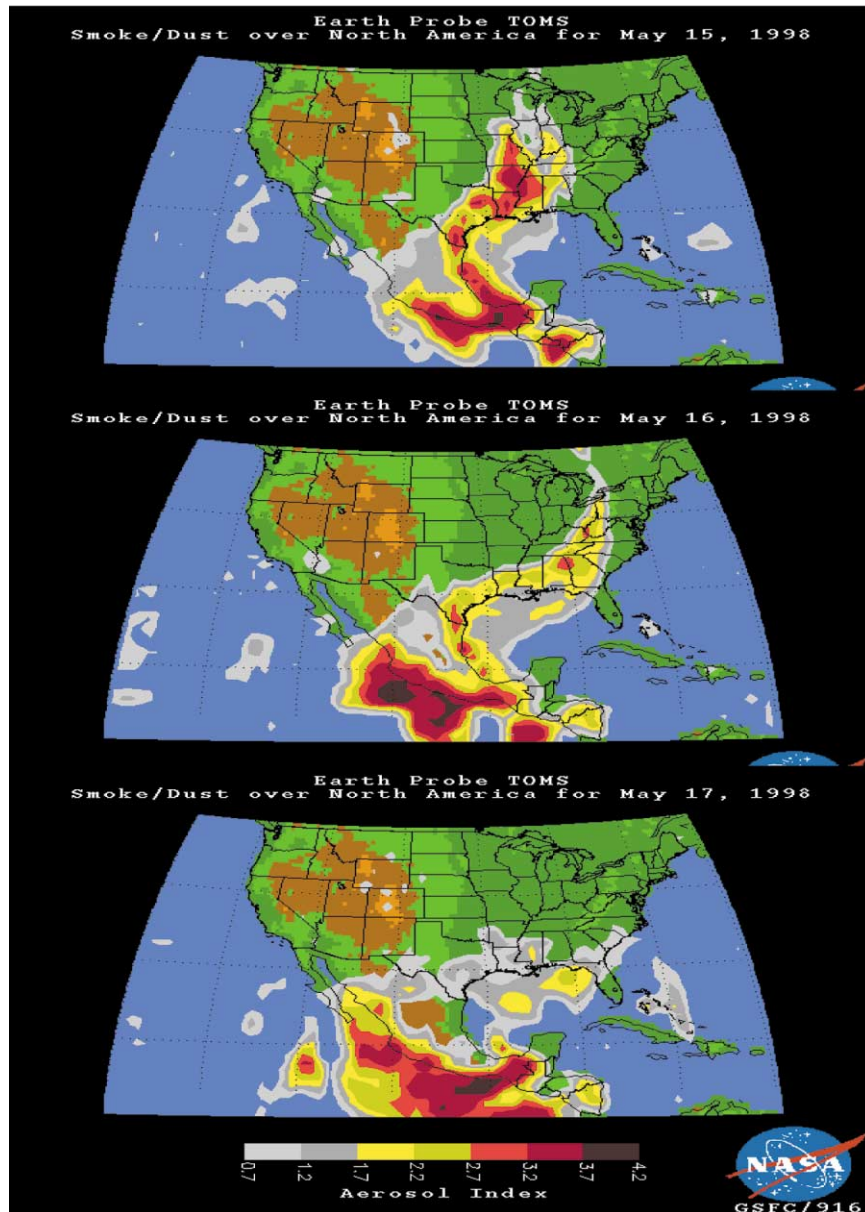 Earth Probe TOMS
Smoke/Dust over North America for May 15, 1998
Earth Probe TOMS
Smoke/Dust over North America for May 16, 1998
Earth Probe TOMS
Smoke/Dust over North America for May 17, 1998
0.7 1.2 1.7 2.2 2.7 3.2 3.7 4.2
Aerosol Index
NASA
GSFC/916